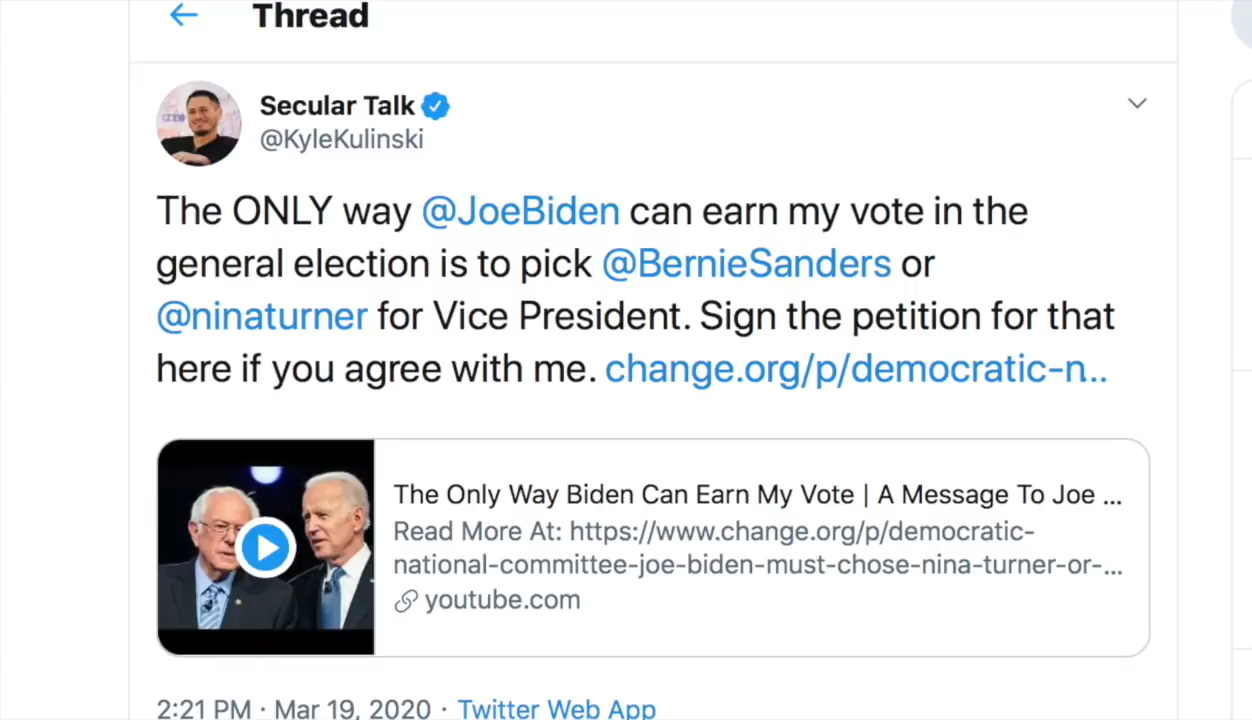 Thread
Secular Talk
@KyleKulinski
The ONLY way @JoeBiden can earn my vote in the
general election is to pick @BernieSanders or
@ninaturner for Vice President. Sign the petition for that
here if you agree with me. change.org/p/democratic-n..
The Only Way Biden Can Earn My Vote | A Message To Joe ...
Read More At: https://www.change.org/p/democratic-
national-committee-joe-biden-must-chose-nina-turner-or-...
youtube.com
2:21 PM · Mar 19, 2020 · Twitter Web App